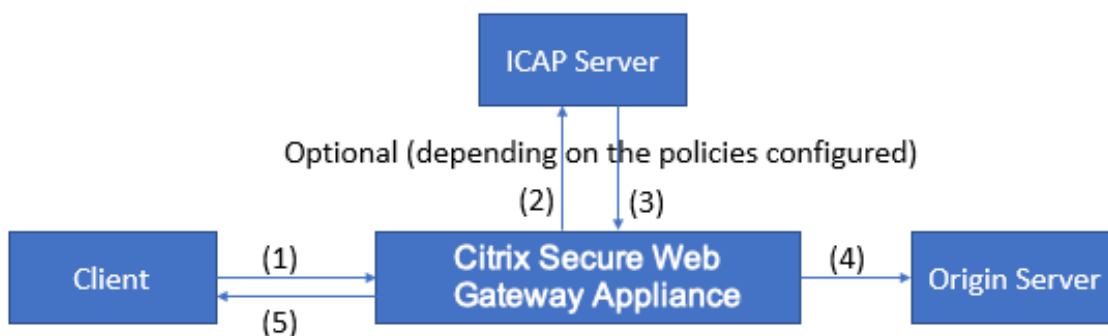 ICAP Server
Optional (depending on the policies configured)
(2)
(3)
Client
(1)
(5)
Citrix Secure Web
Gateway Appliance
(4)
Origin Server